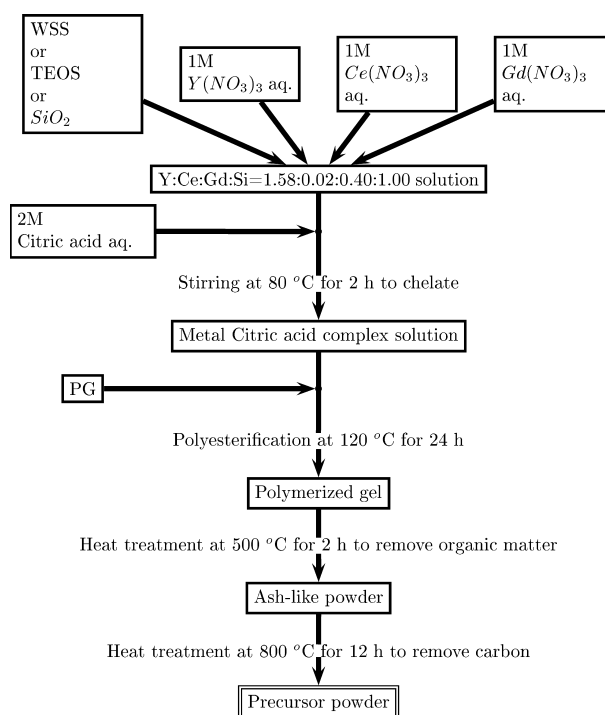 WSS
or
TEOS
or
SiO₂
1M
Y(NO₃)₃ aq.
1M
Ce(NO₃)₃
aq.
1M
Gd(NO₃)₃
aq.
Y:Ce:Gd:Si=1.58:0.02:0.40:1.00 solution
2M
Citric acid aq.
Stirring at 80 °C for 2 h to chelate
Metal Citric acid complex solution
PG
Polyesterification at 120 °C for 24 h
Polymerized gel
Heat treatment at 500 °C for 2 h to remove organic matter
Ash-like powder
Heat treatment at 800 °C for 12 h to remove carbon
Precursor powder